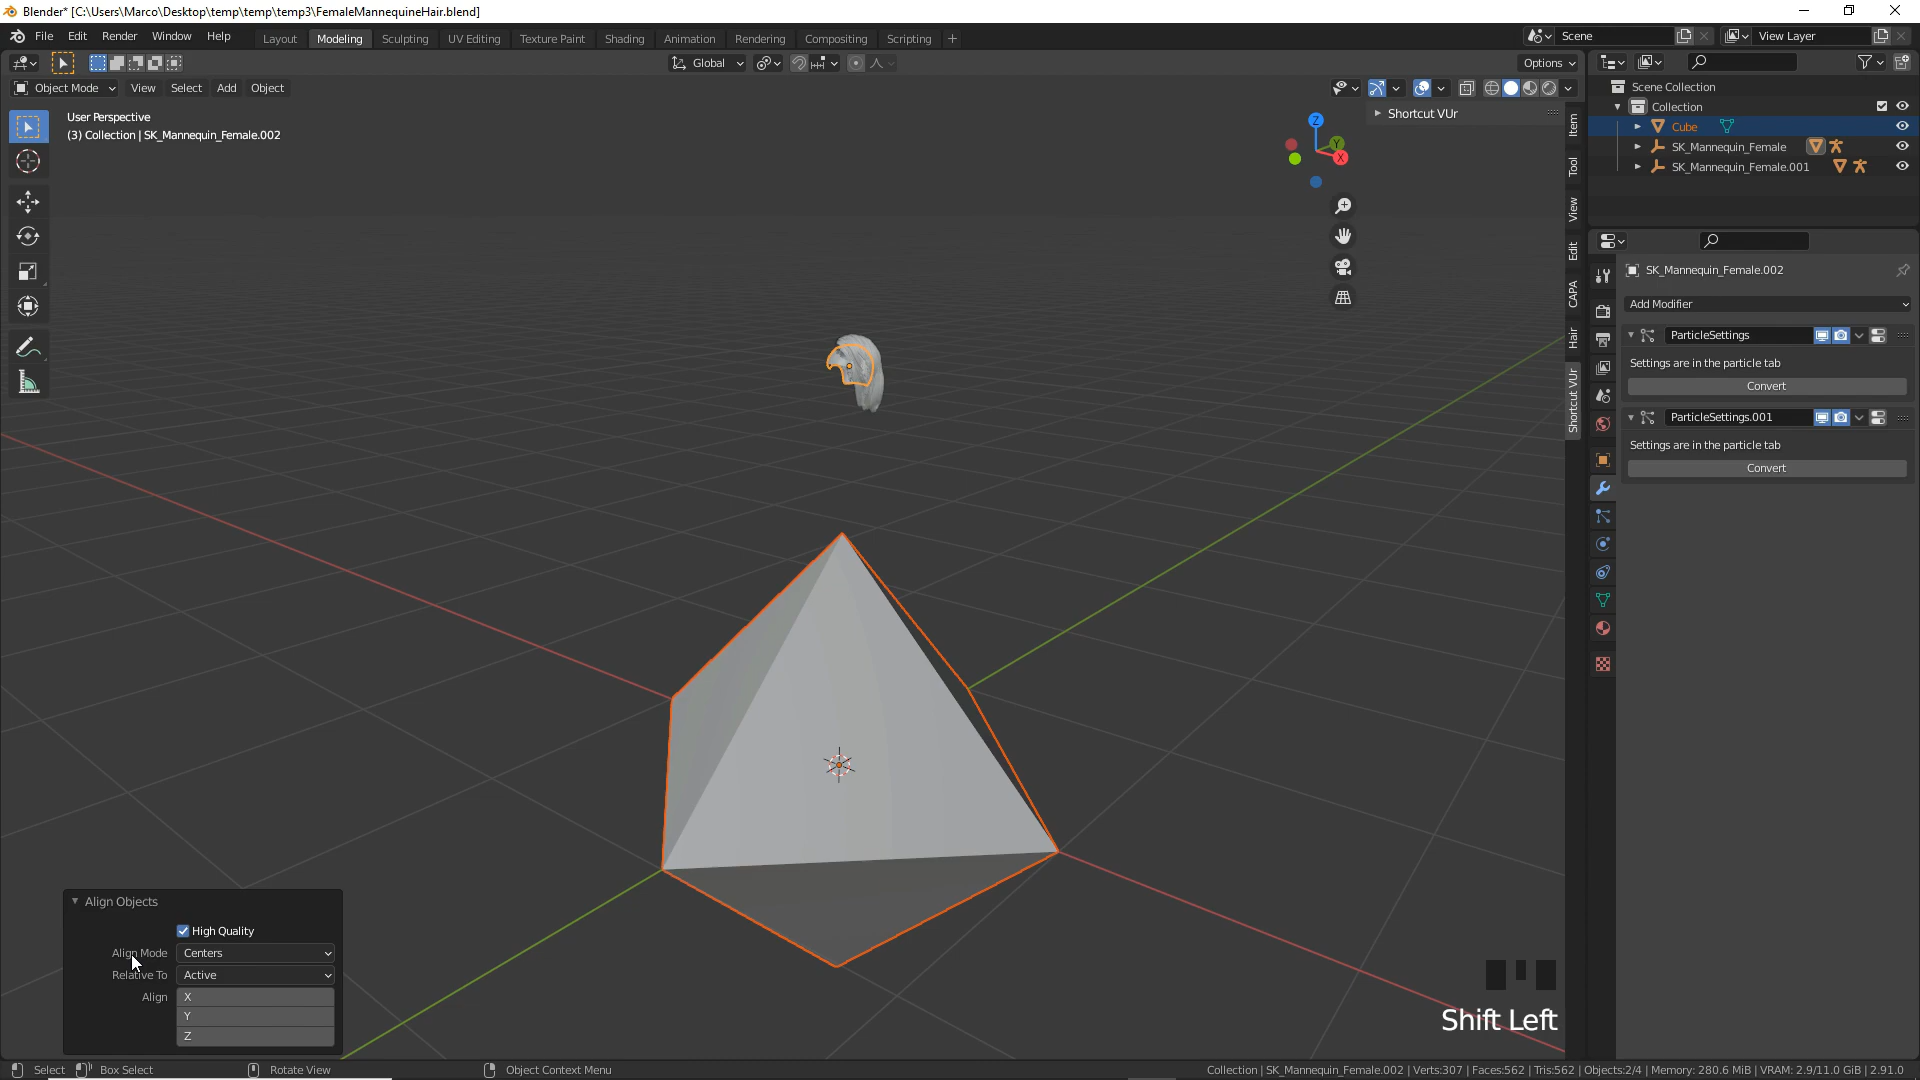 Blender* [C:\Users\Marco\Desktop\temp\temp\temp3\FemaleMannequineHair.blend]
File Edit Render Window Help Layout Modeling Sculpting UV Editing Texture Paint Shading Animation Rendering Compositing Scripting + Scene View Layer
Global Options
Object Mode View Select Add Object
Scene Collection
User Perspective
(3) Collection | SK_Mannequin_Female.002
Shortcut VUr
Collection
Cube
SK_Mannequin_Female
SK_Mannequin_Female.001
Z
Y
X
Item
Tool
View
Edit
CAPA
Hair
Shortcut VUr
SK_Mannequin_Female.002
Add Modifier
ParticleSettings
Settings are in the particle tab
Convert
ParticleSettings.001
Settings are in the particle tab
Convert
Align Objects
High Quality
Align Mode Centers
Relative To Active
Align X
Y
Z
Shift Left
Select Box Select Rotate View Object Context Menu
Collection | SK_Mannequin_Female.002 | Verts:307 | Faces:562 | Tris:562 | Objects:2/4 | Memory: 280.6 MiB | VRAM: 2.9/11.0 GiB | 2.91.0